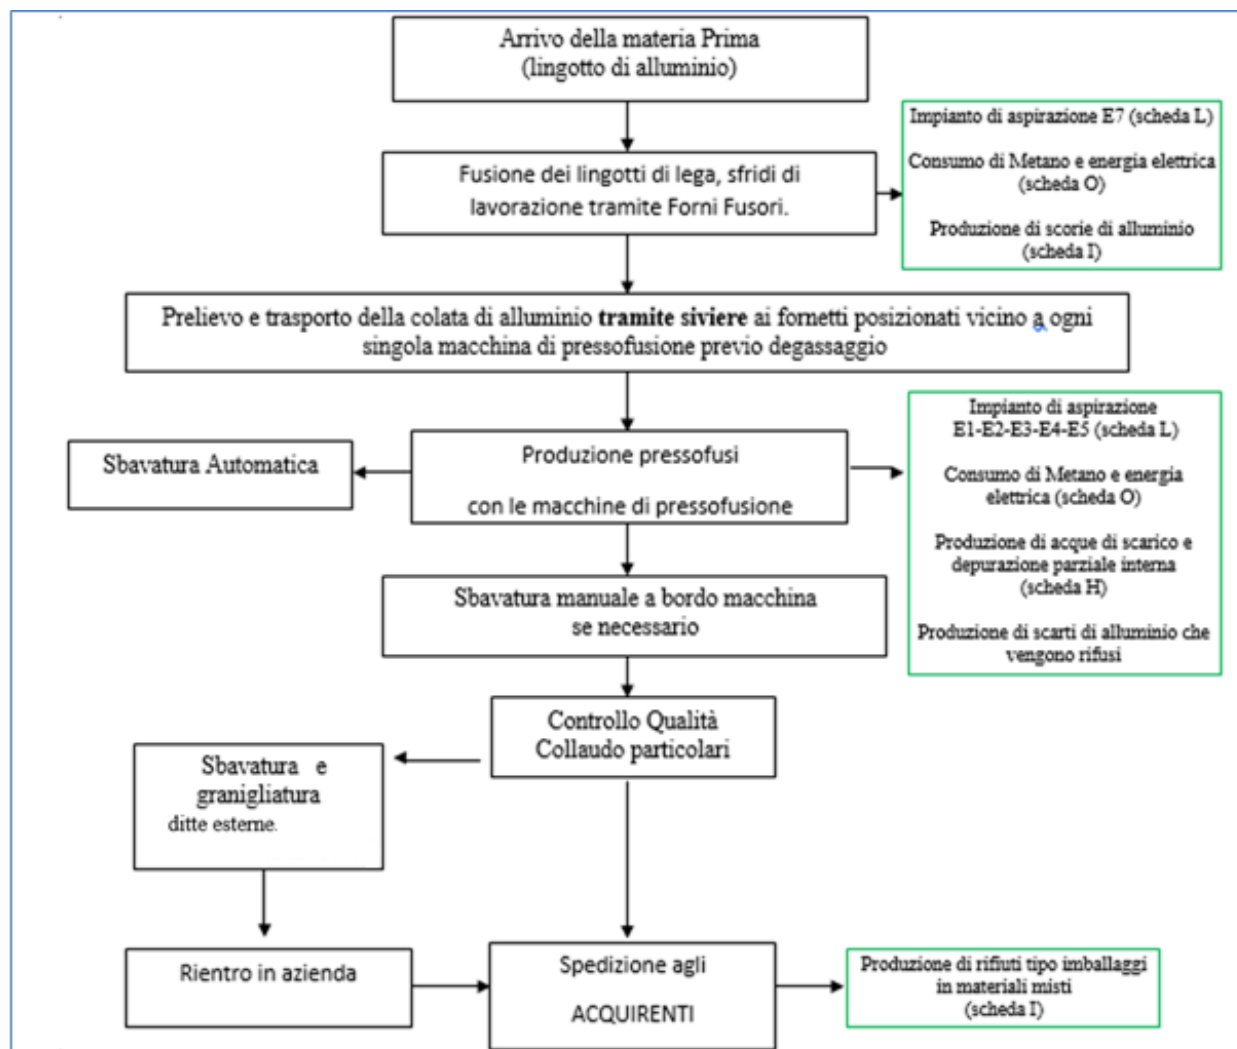 Arrivo della materia Prima
(lingotto di alluminio)
Impianto di aspirazione E7 (scheda L)
Consumo di Metano e energia elettrica
(scheda O)
Produzione di scorie di alluminio
(scheda I)
Fusione dei lingotti di lega, sfridi di
lavorazione tramite Forni Fusori.
Prelievo e trasporto della colata di alluminio tramite siviere ai fornetti posizionati vicino a ogni
singola macchina di pressofusione previo degassaggio
Impianto di aspirazione
E1-E2-E3-E4-E5 (scheda L)
Consumo di Metano e energia
elettrica (scheda O)
Produzione di acque di scarico e
depurazione parziale interna
(scheda H)
Produzione di scarti di alluminio che
vengono rifusi
Sbavatura Automatica
Produzione pressofusi
con le macchine di pressofusione
Sbavatura manuale a bordo macchina
se necessario
Controllo Qualità
Collaudo particolari
Sbavatura e
granigliatura
ditte esterne.
Rientro in azienda
Spedizione agli
ACQUIRENTI
Produzione di rifiuti tipo imballaggi
in materiali misti
(scheda I)